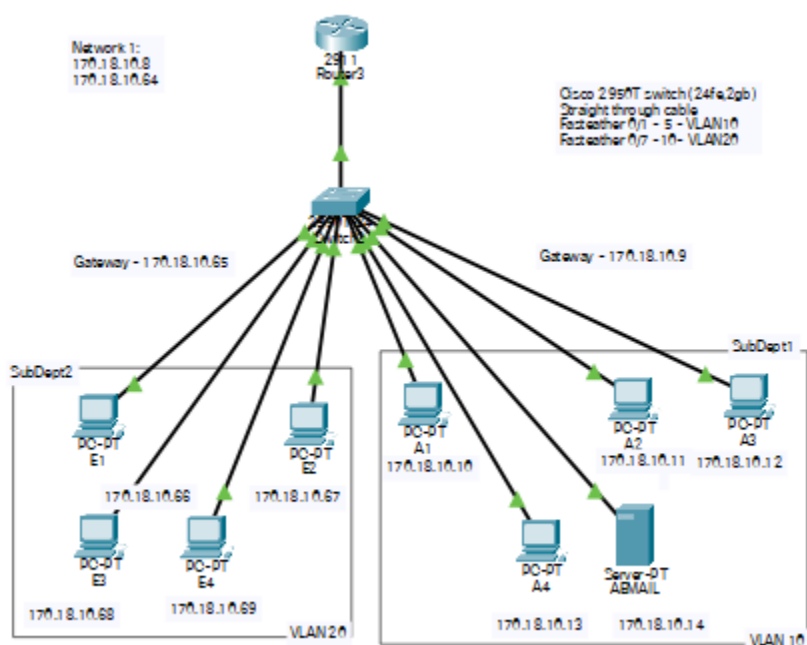 Network 1:
170.18.10.8
170.18.10.64
2911
Router3
Cisco 2950T switch (24fe,2gb)
Straight through cable
Fasteather 0/1 - 5 - VLAN10
Fasteather 0/7 -10- VLAN20
Gateway - 170.18.10.65
Gateway - 170.18.10.9
SubDept2
SubDept1
PC-PT
E1
PC-PT
E2
PC-PT
A1
PC-PT
A2
PC-PT
A3
170.18.10.66
170.18.10.67
170.18.10.10
170.18.10.11
170.18.10.12
PC-PT
E3
PC-PT
E4
PC-PT
A4
Server-PT
ABMAIL
170.18.10.68
170.18.10.69
170.18.10.13
170.18.10.14
VLAN 20
VLAN 10